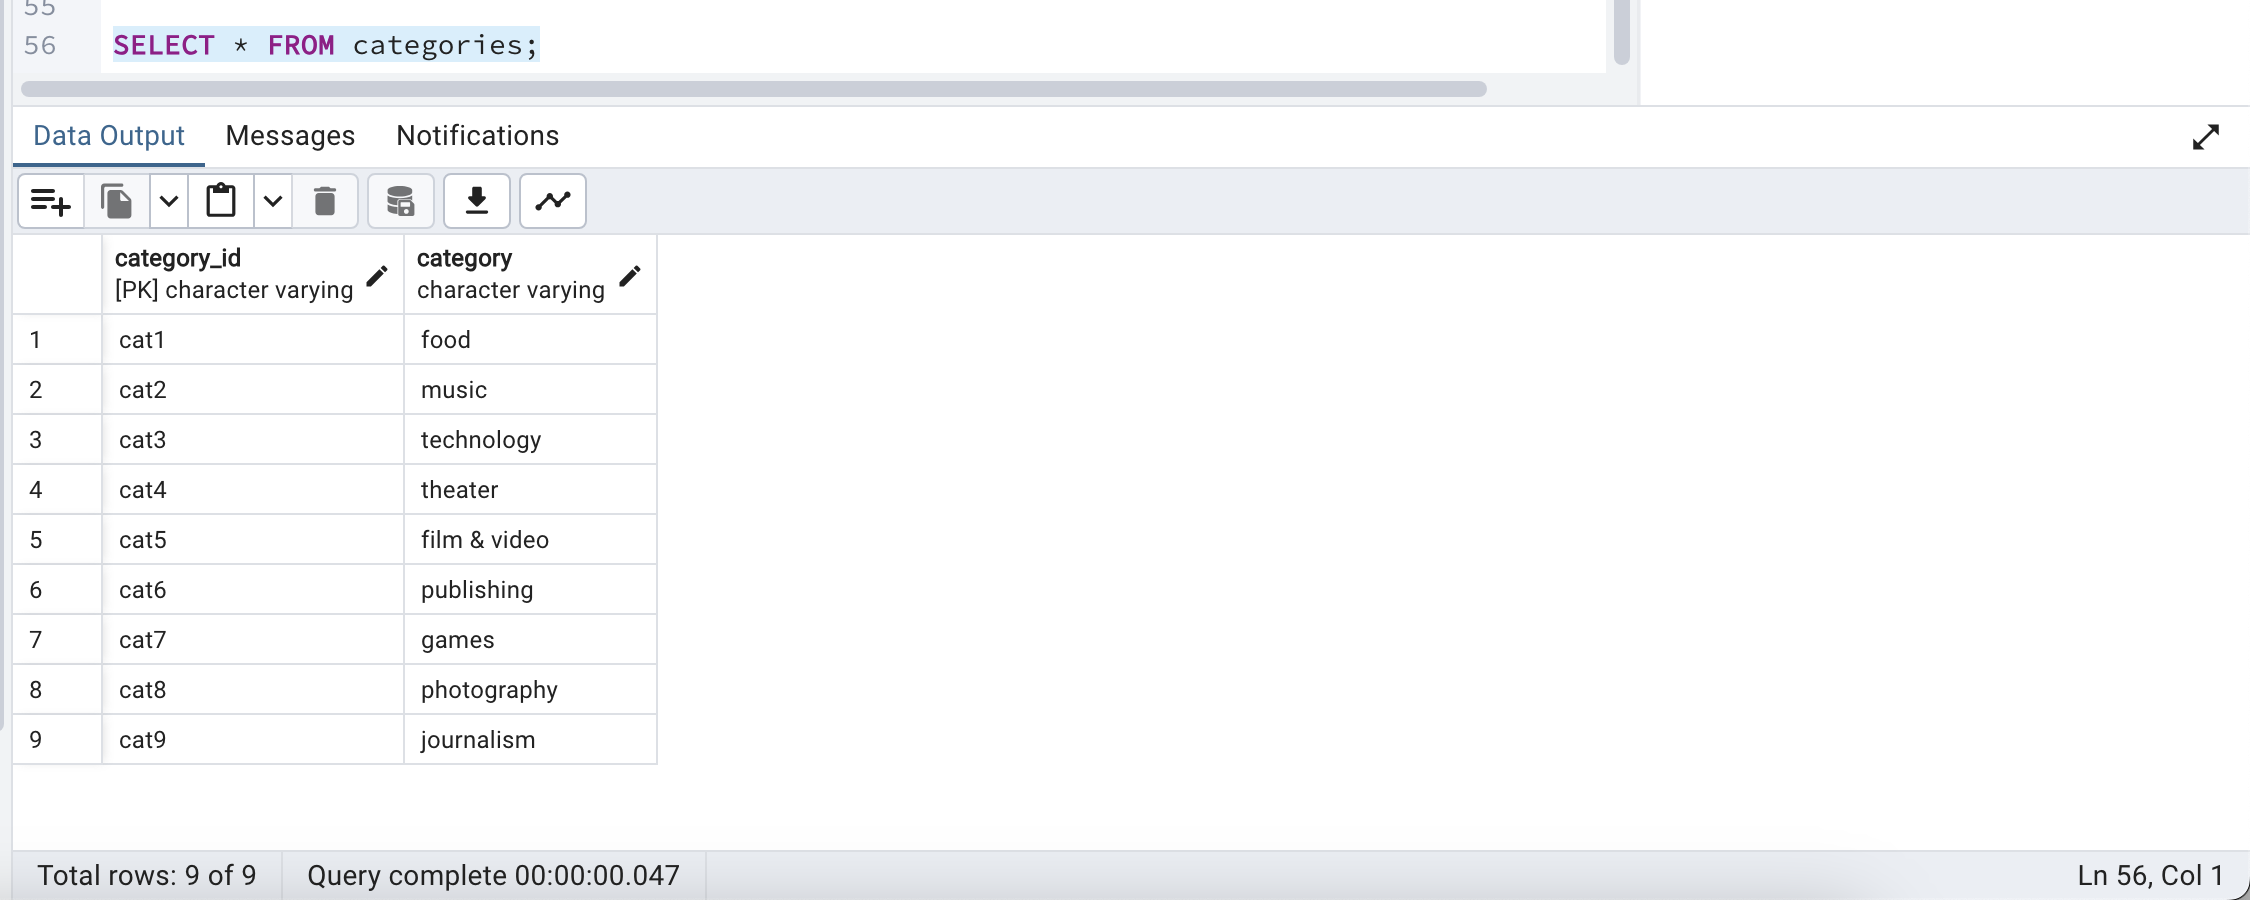 55
56 SELECT * FROM categories;
Data Output Messages Notifications
category_id category
[PK] character varying character varying
1 cat1 food
2 cat2 music
3 cat3 technology
4 cat4 theater
5 cat5 film & video
6 cat6 publishing
7 cat7 games
8 cat8 photography
9 cat9 journalism
Total rows: 9 of 9 Query complete 00:00:00.047 Ln 56, Col 1